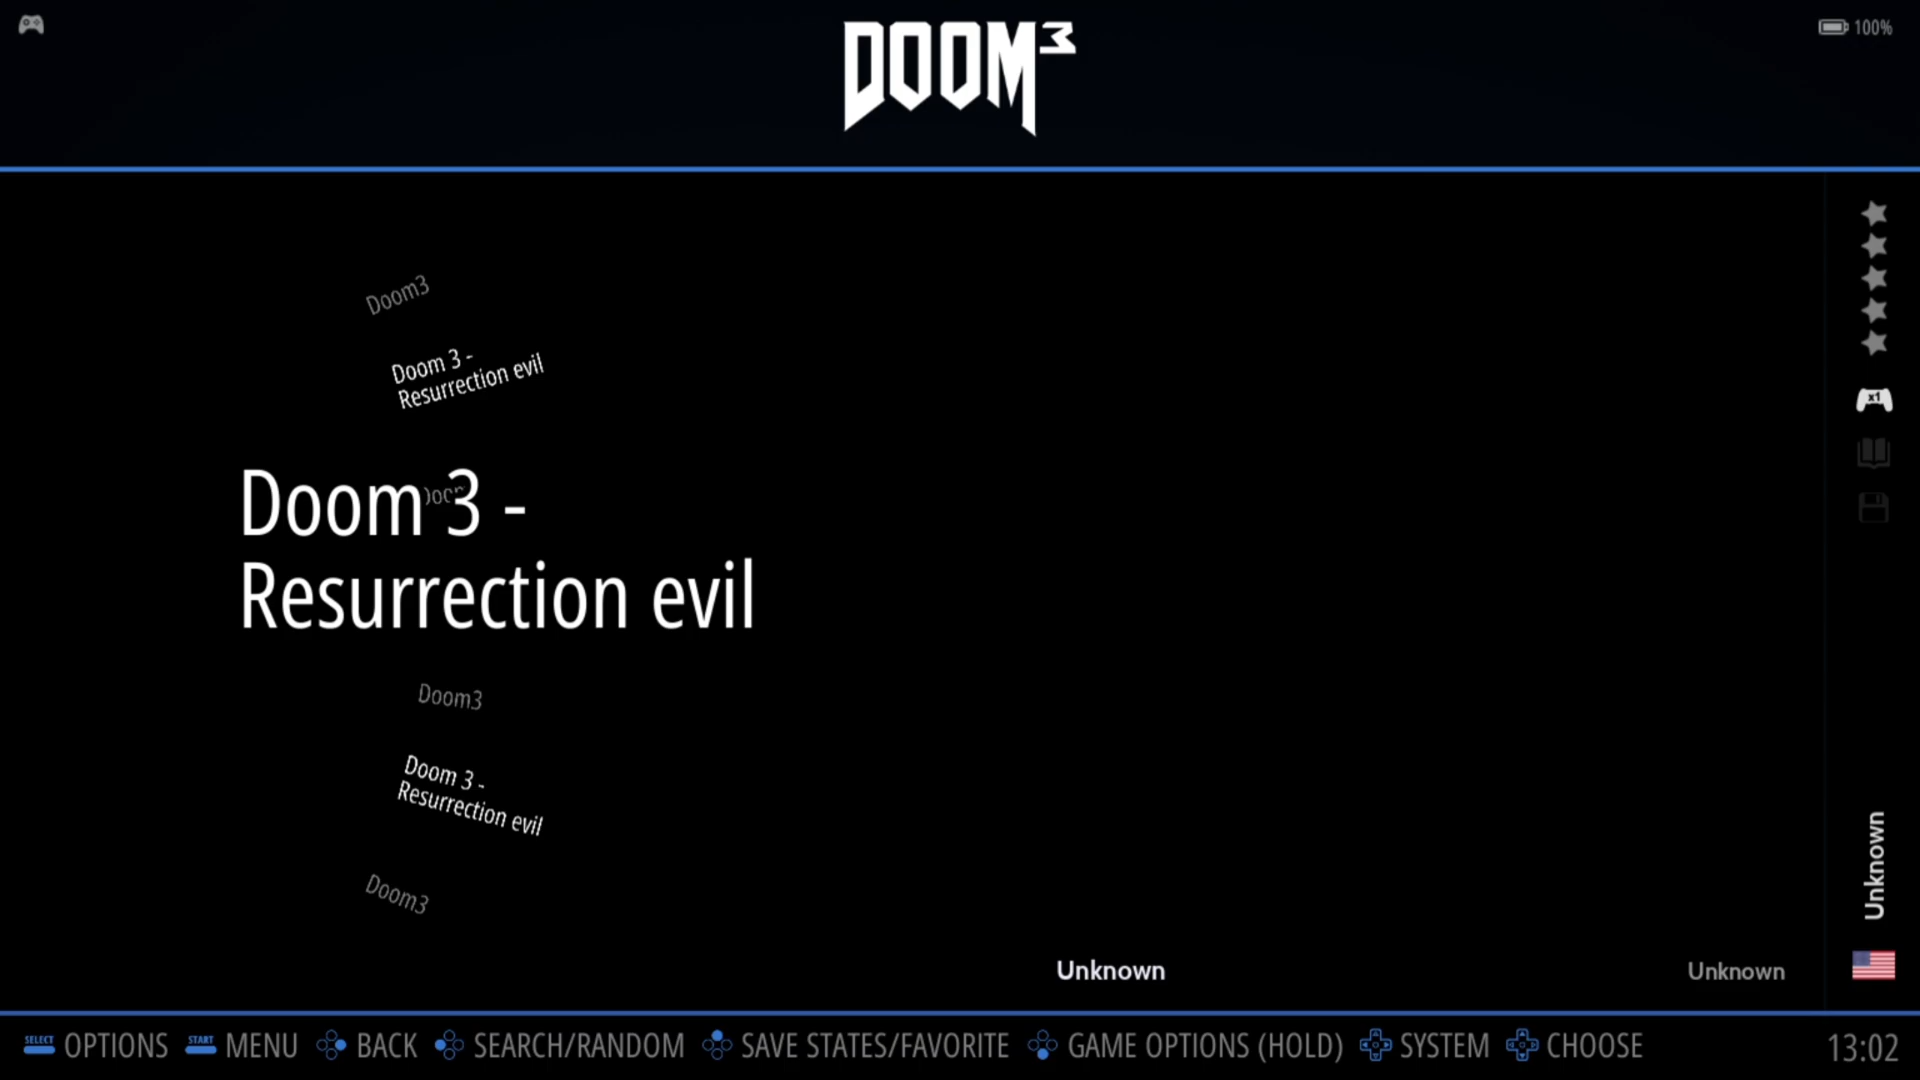 DOOM3
100%
Doom3
Doom 3 -
Resurrection evil
Doom 3 -
Resurrection evil
Doom3
Doom 3 -
Resurrection evil
Doom3
x1
Unknown
Unknown
Unknown
SELECT OPTIONS START MENU BACK SEARCH/RANDOM SAVE STATES/FAVORITE GAME OPTIONS (HOLD) SYSTEM CHOOSE 13:02